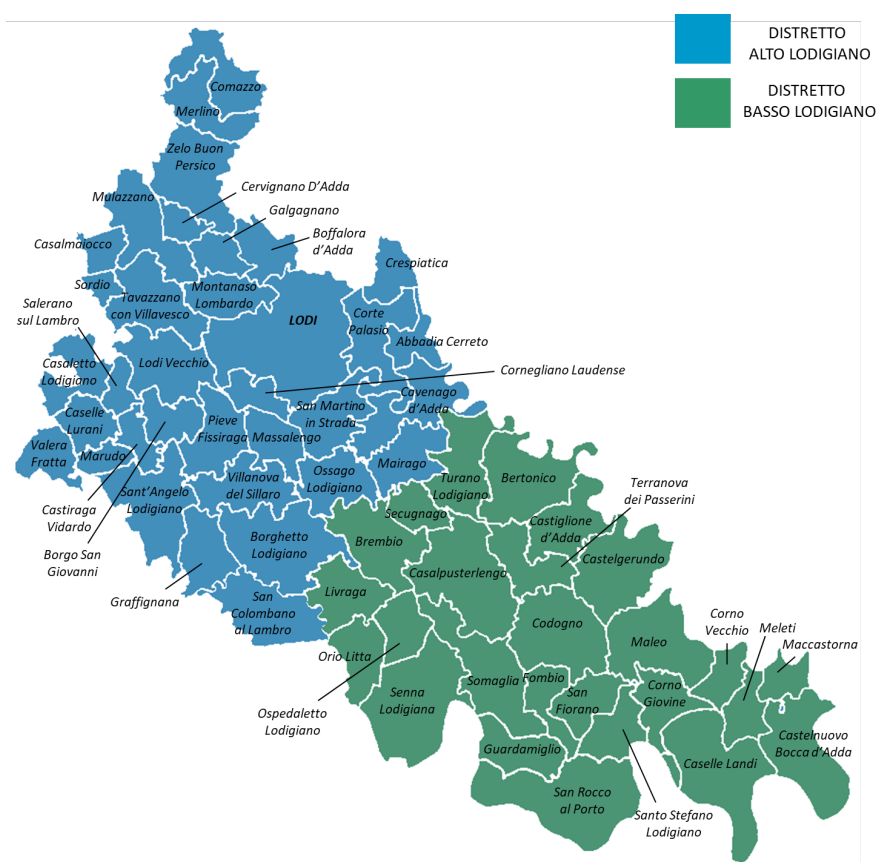 DISTRETTO
ALTO LODIGIANO
DISTRETTO
BASSO LODIGIANO
Comazzo
Merlino
Zelo Buon
Persico
Cervignano D’Adda
Mulazzano
Galgagnano
Boffalora
d’Adda
Casalmaiocco
Crespiatica
Sordio
Montanaso
Lombardo
Tavazzano
con Villavesco
Salerano
sul Lambro
LODI
Corte
Palasio
Abbadia Cerreto
Lodi Vecchio
Casaletto
Lodigiano
Cornegliano Laudense
Cavenago
d’Adda
San Martino
in Strada
Caselle
Lurani
Pieve
Fissiraga
Massalengo
Valera
Fratta
Marudo
Mairago
Ossago
Lodigiano
Villanova
del Sillaro
Turano
Lodigiano
Bertonico
Terranova
dei Passerini
Sant’Angelo
Lodigiano
Castiraga
Vidardo
Secugnago
Castiglione
d’Adda
Borghetto
Lodigiano
Brembio
Borgo San
Giovanni
Castelgerundo
Casalpusterlengo
Graffignana
Livraga
San
Colombano
al Lambro
Codogno
Corno
Vecchio
Meleti
Maccastorna
Maleo
Orio Litta
Somaglia
Fombio
Corno
Giovine
San
Fiorano
Senna
Lodigiana
Ospedaletto
Lodigiano
Castelnuovo
Bocca d’Adda
Guardamiglio
Caselle Landi
San Rocco
al Porto
Santo Stefano
Lodigiano